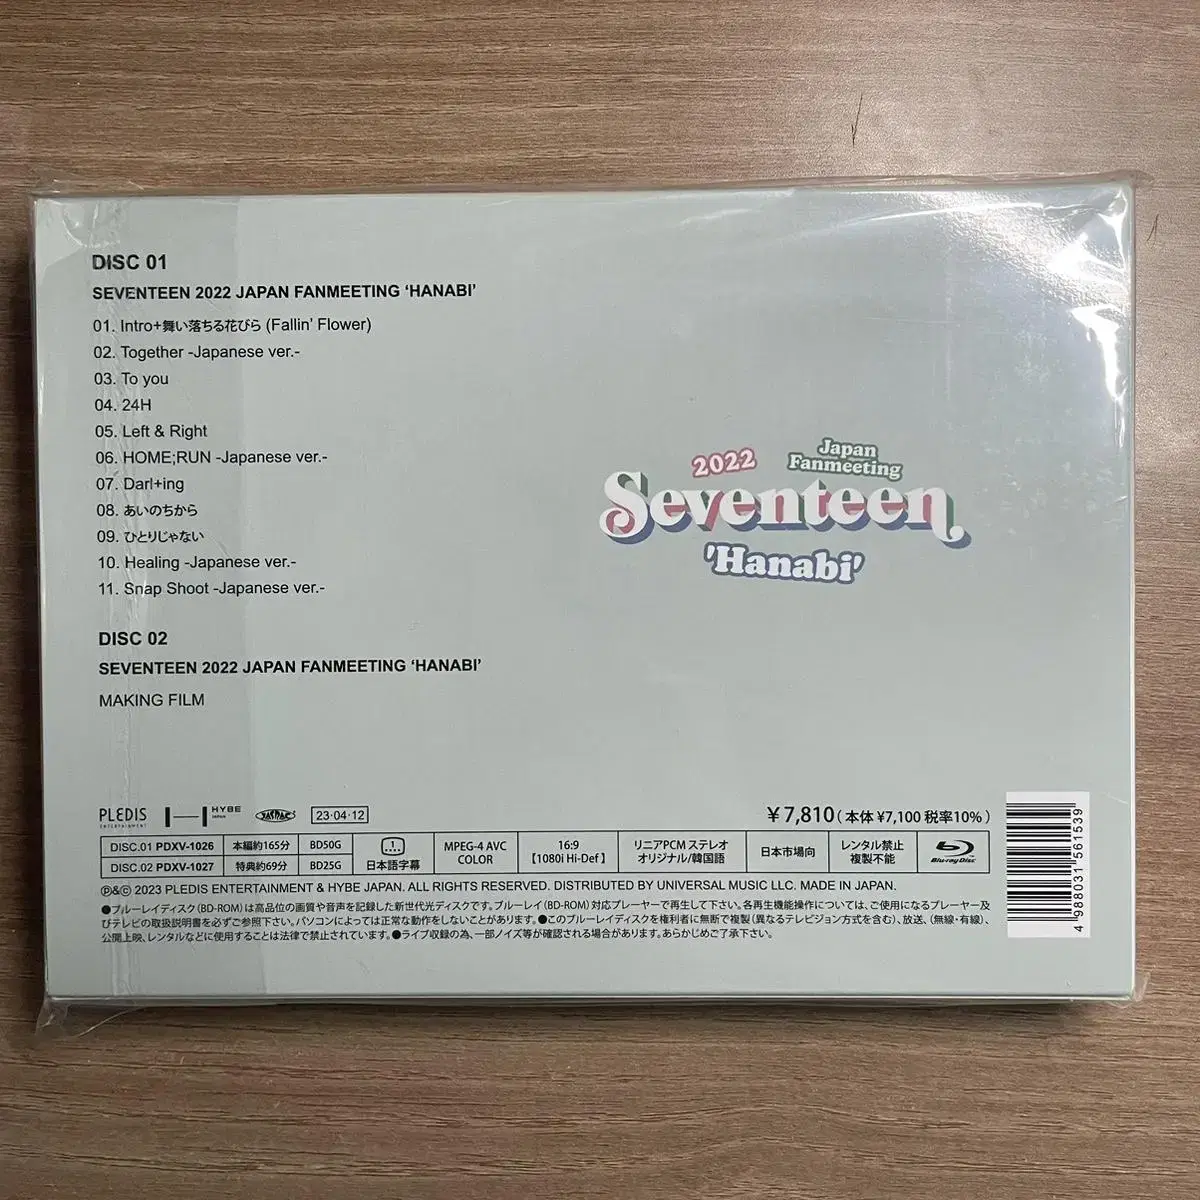 DISC 01
SEVENTEEN 2022 JAPAN FANMEETING ‘HANABI’
01. Intro+舞い落ちる花びら (Fallin’ Flower)
02. Together -Japanese ver.-
03. To you
04. 24H
05. Left & Right
06. HOME;RUN -Japanese ver.-
07. Darl+ing
08. あいのちから
09. ひとりじゃない
10. Healing -Japanese ver.-
11. Snap Shoot -Japanese ver.-
DISC 02
SEVENTEEN 2022 JAPAN FANMEETING ‘HANABI’
MAKING FILM
2022 Japan Fanmeeting
Seventeen
'Hanabi'
PLEDIS ENTERTAINMENT HYBE JAPAN JASRAC 23・04・12
¥7,810(本体 ¥7,100 税率10%)
DISC.01 PDXV-1026 本編約165分 BD50G
DISC.02 PDXV-1027 特典約69分 BD25G
1. 日本語字幕
MPEG-4 AVC COLOR
16:9 【1080i Hi-Def】
リニアPCM ステレオ オリジナル/韓国語
日本市場向
レンタル禁止 複製不能
Blu-ray Disc
℗&© 2023 PLEDIS ENTERTAINMENT & HYBE JAPAN. ALL RIGHTS RESERVED. DISTRIBUTED BY UNIVERSAL MUSIC LLC. MADE IN JAPAN.
●ブルーレイディスク(BD-ROM)は高品位の画質や音声を記録した新世代光ディスクです。ブルーレイ(BD-ROM)対応プレーヤーで再生して下さい。各再生機能操作については、ご使用になるプレーヤー及
びテレビの取扱説明書を必ずご参照下さい。パソコンによっては正常な動作をしないことがあります。●このブルーレイディスクを権利者に無断で複製(異なるテレビジョン方式を含む)、放送、(無線・有線)、
公開上映、レンタルなどに使用することは法律で禁止されています。●ライブ収録の為、一部ノイズ等が確認される場合があります。あらかじめご了承下さい。
4 988031 561539